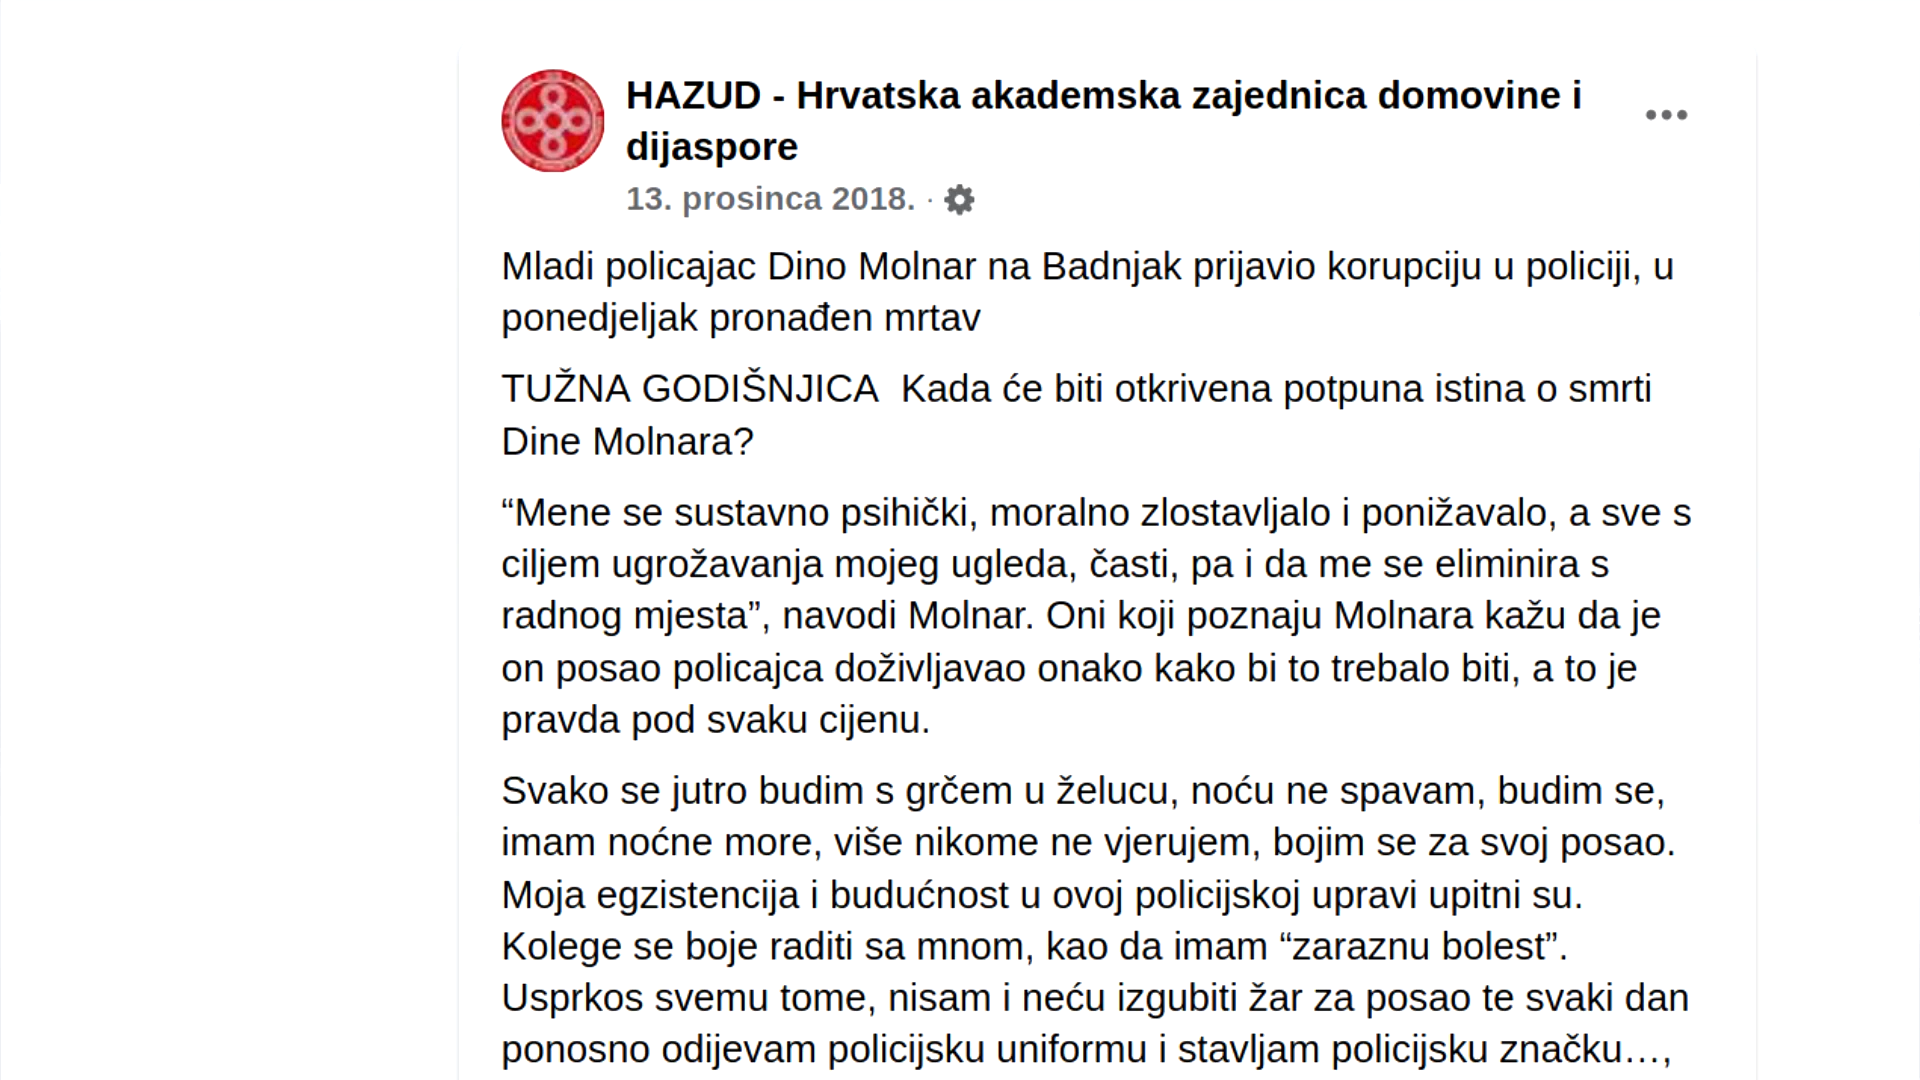 HAZUD - Hrvatska akademska zajednica domovine i
dijaspore
13. prosinca 2018. ·
Mladi policajac Dino Molnar na Badnjak prijavio korupciju u policiji, u
ponedjeljak pronađen mrtav
TUŽNA GODIŠNJICA  Kada će biti otkrivena potpuna istina o smrti
Dine Molnara?
“Mene se sustavno psihički, moralno zlostavljalo i ponižavalo, a sve s
ciljem ugrožavanja mojeg ugleda, časti, pa i da me se eliminira s
radnog mjesta”, navodi Molnar. Oni koji poznaju Molnara kažu da je
on posao policajca doživljavao onako kako bi to trebalo biti, a to je
pravda pod svaku cijenu.
Svako se jutro budim s grčem u želucu, noću ne spavam, budim se,
imam noćne more, više nikome ne vjerujem, bojim se za svoj posao.
Moja egzistencija i budućnost u ovoj policijskoj upravi upitni su.
Kolege se boje raditi sa mnom, kao da imam “zaraznu bolest”.
Usprkos svemu tome, nisam i neću izgubiti žar za posao te svaki dan
ponosno odijevam policijsku uniformu i stavljam policijsku značku…,